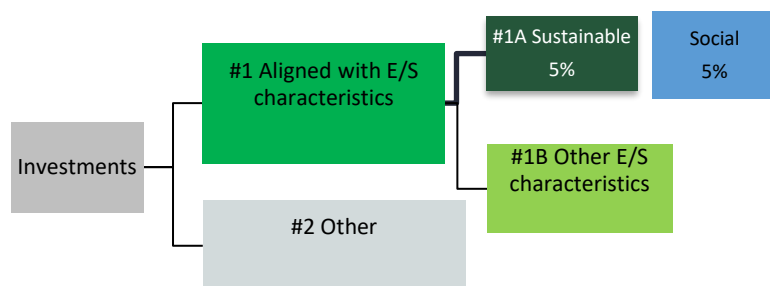 #1A Sustainable
5%
Social
5%
#1 Aligned with E/S
characteristics
Investments
#1B Other E/S
characteristics
#2 Other